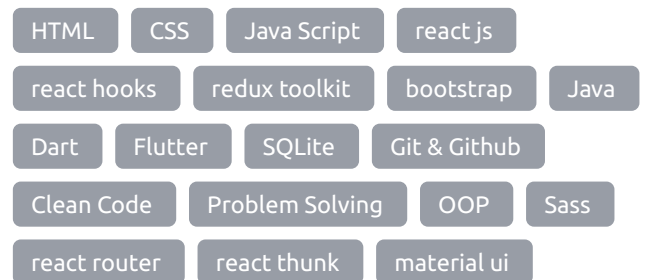 HTML CSS Java Script react js
react hooks redux toolkit bootstrap Java
Dart Flutter SQLite Git & Github
Clean Code Problem Solving OOP Sass
react router react thunk material ui